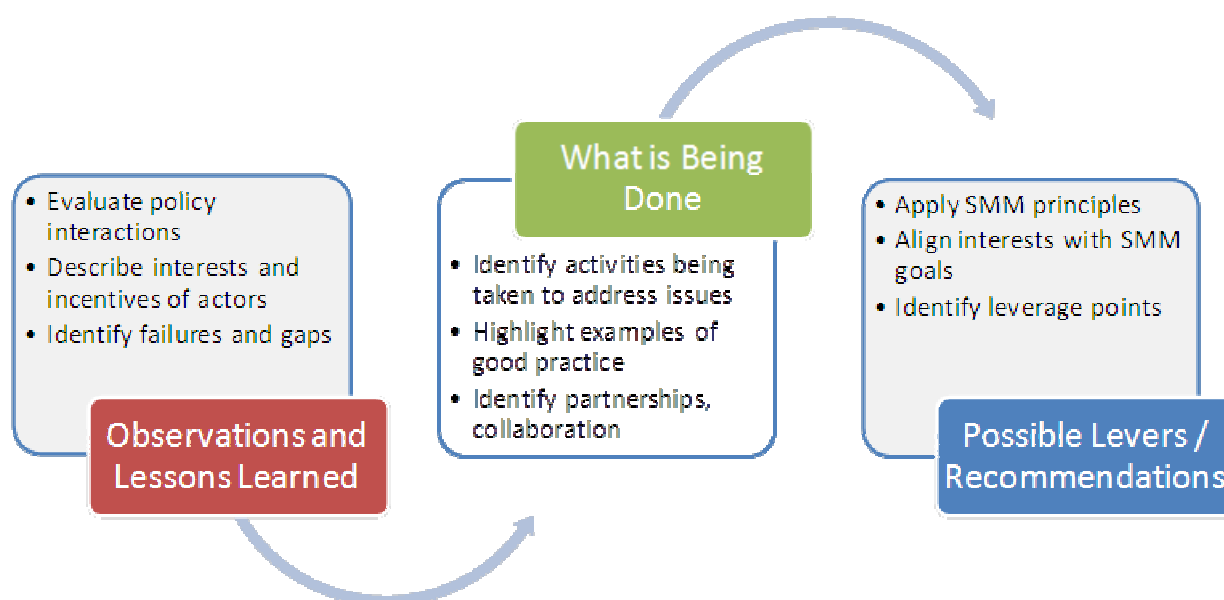 • Evaluate policy
interactions
• Describe interests and
incentives of actors
• Identify failures and gaps
Observations and
Lessons Learned
What is Being
Done
• Identify activities being
taken to address issues
• Highlight examples of
good practice
• Identify partnerships,
collaboration
• Apply SMM principles
• Align interests with SMM
goals
• Identify leverage points
Possible Levers /
Recommendations